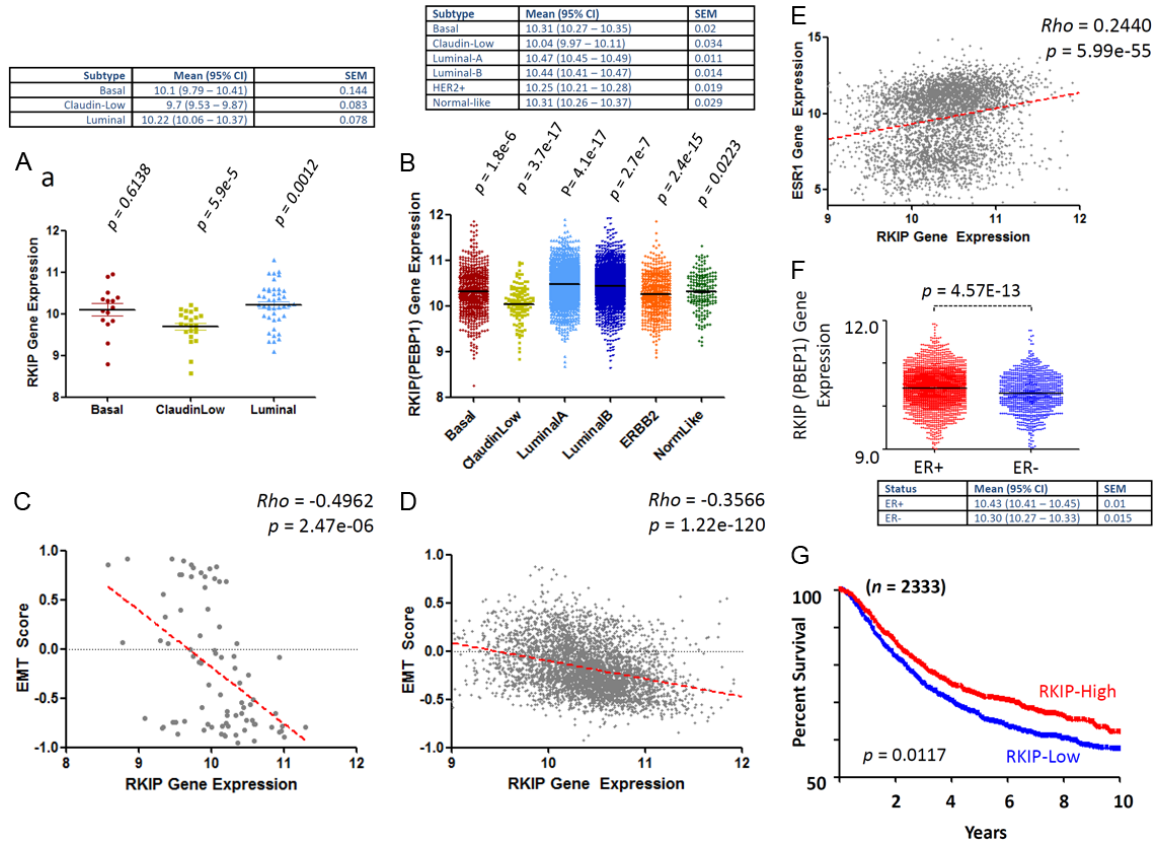 Subtype Mean (95% CI) SEM
Basal 10.1 (9.79 – 10.41) 0.144
Claudin-Low 9.7 (9.53 – 9.87) 0.083
Luminal 10.22 (10.06 – 10.37) 0.078
Subtype Mean (95% CI) SEM
Basal 10.31 (10.27 – 10.35) 0.02
Claudin-Low 10.04 (9.97 – 10.11) 0.034
Luminal-A 10.47 (10.45 – 10.49) 0.011
Luminal-B 10.44 (10.41 – 10.47) 0.014
HER2+ 10.25 (10.21 – 10.28) 0.019
Normal-like 10.31 (10.26 – 10.37) 0.029
A
a
p = 0.6138
p = 5.9e-5
p = 0.0012
RKIP Gene Expression
12
11
10
9
8
Basal ClaudinLow Luminal
B
p = 1.8e-6
p = 3.7e-17
p= 4.1e-17
p = 2.7e-7
p = 2.4e-15
p = 0.0223
RKIP(PEBP1) Gene Expression
12
11
10
9
8
Basal
ClaudinLow
LuminalA
LuminalB
ERBB2
NormLike
C
Rho = -0.4962
p = 2.47e-06
EMT Score
1.0
0.5
0.0
-0.5
-1.0
8 9 10 11 12
RKIP Gene Expression
D
Rho = -0.3566
p = 1.22e-120
EMT Score
1.0
0.5
0.0
-0.5
-1.0
9 10 11 12
RKIP Gene Expression
E
Rho = 0.2440
p = 5.99e-55
ESR1 Gene Expression
15
10
5
9 10 11 12
RKIP Gene Expression
F
p = 4.57E-13
RKIP (PBEP1) Gene
Expression
12.0
9.0
ER+ ER-
Status Mean (95% CI) SEM
ER+ 10.43 (10.41 – 10.45) 0.01
ER- 10.30 (10.27 – 10.33) 0.015
G
(n = 2333)
Percent Survival
100
50
RKIP-High
RKIP-Low
p = 0.0117
2 4 6 8 10
Years